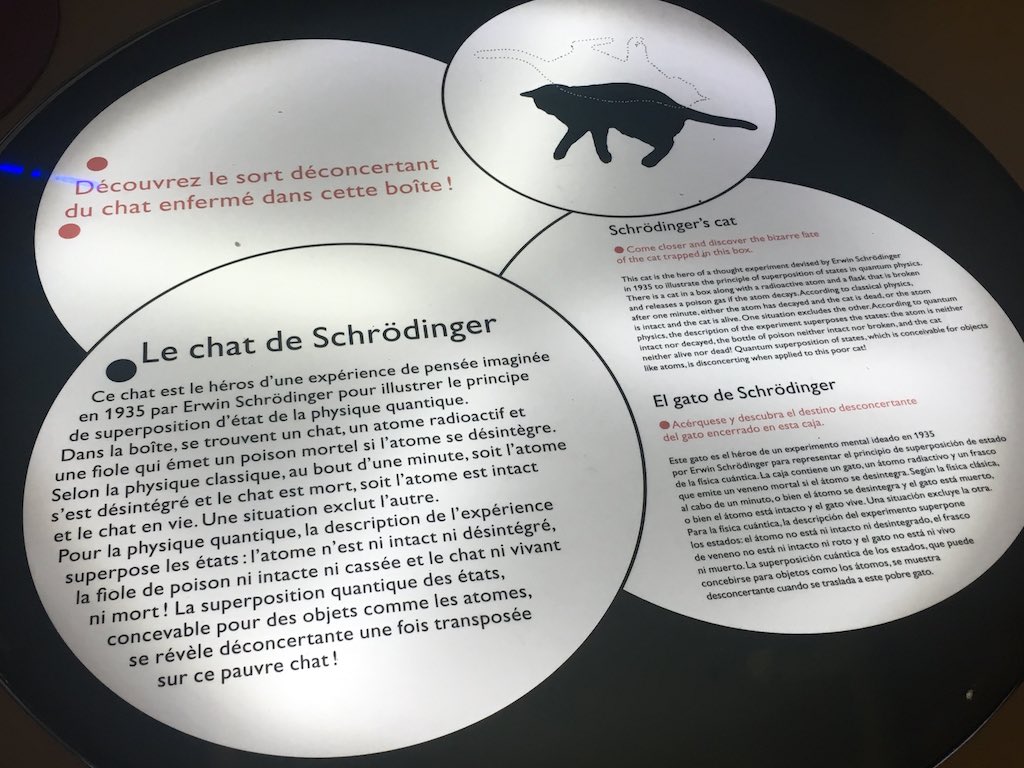 Découvrez le sort déconcertant
du chat enfermé dans cette boîte !
Le chat de Schrödinger
Ce chat est le héros d'une expérience de pensée imaginée
en 1935 par Erwin Schrödinger pour illustrer le principe
de superposition d'état de la physique quantique.
Dans la boîte, se trouvent un chat, un atome radioactif et
une fiole qui émet un poison mortel si l'atome se désintègre.
Selon la physique classique, au bout d'une minute, soit l'atome
s'est désintégré et le chat est mort, soit l'atome est intact
et le chat en vie. Une situation exclut l'autre.
Pour la physique quantique, la description de l'expérience
superpose les états : l'atome n'est ni intact ni désintégré,
la fiole de poison ni intacte ni cassée et le chat ni vivant
ni mort ! La superposition quantique des états,
concevable pour des objets comme les atomes,
se révèle déconcertante une fois transposée
sur ce pauvre chat !
Schrödinger's cat
Come closer and discover the bizarre fate
of the cat trapped in this box.
This cat is the hero of a thought experiment devised by Erwin Schrödinger
in 1935 to illustrate the principle of superposition of states in quantum physics.
There is a cat in a box along with a radioactive atom and a flask that is broken
and releases a poison gas if the atom decays. According to classical physics,
after one minute, either the atom has decayed and the cat is dead, or the atom
is intact and the cat is alive. One situation excludes the other. According to quantum
physics, the description of the experiment superposes the states: the atom is neither
intact nor decayed, the bottle of poison neither intact nor broken, and the cat
neither alive nor dead! Quantum superposition of states, which is conceivable for objects
like atoms, is disconcerting when applied to this poor cat!
El gato de Schrödinger
Acérquese y descubra el destino desconcertante
del gato encerrado en esta caja.
Este gato es el héroe de un experimento mental ideado en 1935
por Erwin Schrödinger para representar el principio de superposición de estado
de la física cuántica. La caja contiene un gato, un átomo radiactivo y un frasco
que emite un veneno mortal si el átomo se desintegra. Según la física clásica,
al cabo de un minuto, o bien el átomo se desintegra y el gato está muerto,
o bien el átomo está intacto y el gato vive. Una situación excluye la otra.
Para la física cuántica, la descripción del experimento superpone
los estados: el átomo no está ni intacto ni desintegrado, el frasco
de veneno no está ni intacto ni roto y el gato no está ni vivo
ni muerto. La superposición cuántica de los estados, que puede
concebirse para objetos como los átomos, se muestra
desconcertante cuando se traslada a este pobre gato.